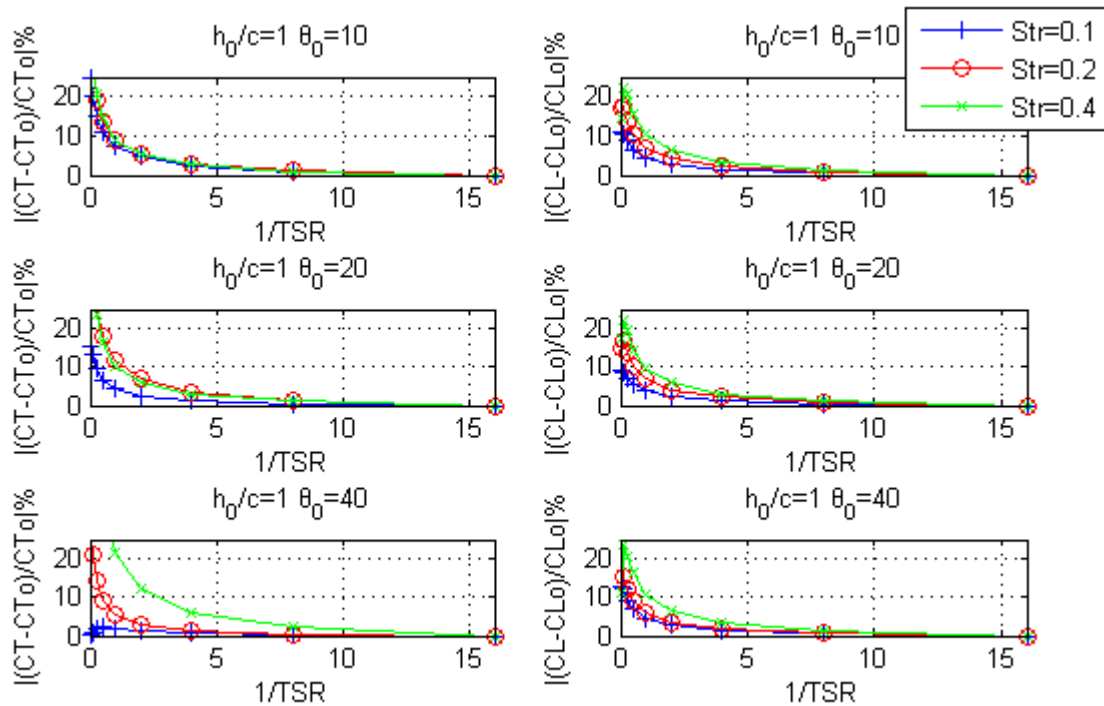 h0/c=1 θ0=10
|(CT-CTo)/CTo|%
20
10
0
0 5 10 15
1/TSR
h0/c=1 θ0=10
|(CL-CLo)/CLo|%
20
10
0
0 5 10 15
1/TSR
Str=0.1
Str=0.2
Str=0.4
h0/c=1 θ0=20
|(CT-CTo)/CTo|%
20
10
0
0 5 10 15
1/TSR
h0/c=1 θ0=20
|(CL-CLo)/CLo|%
20
10
0
0 5 10 15
1/TSR
h0/c=1 θ0=40
|(CT-CTo)/CTo|%
20
10
0
0 5 10 15
1/TSR
h0/c=1 θ0=40
|(CL-CLo)/CLo|%
20
10
0
0 5 10 15
1/TSR